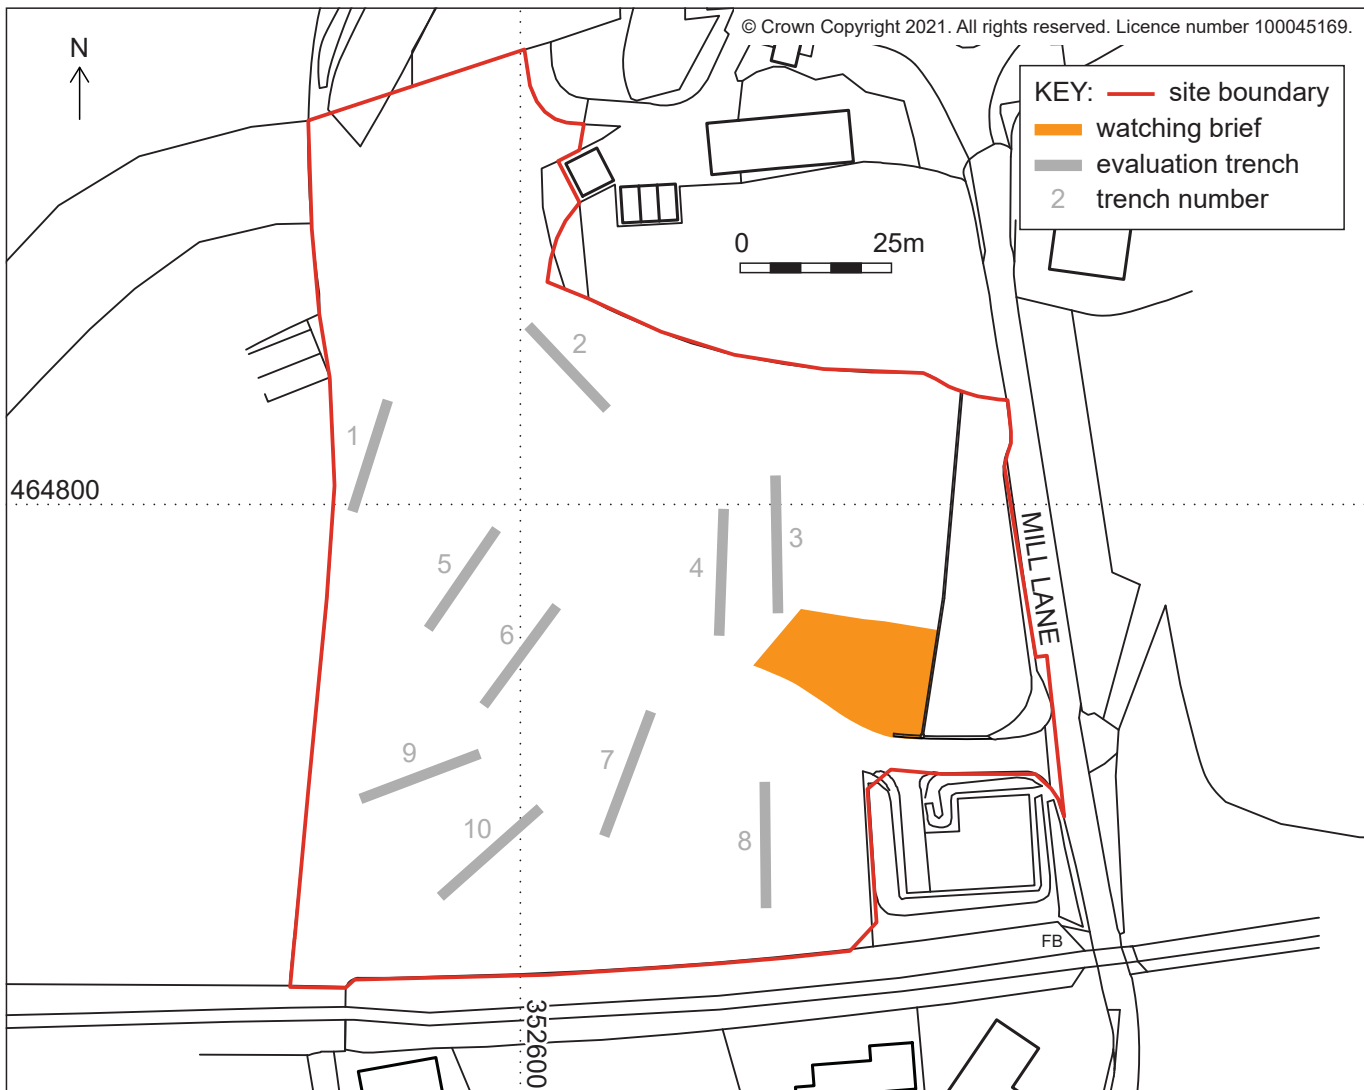 © Crown Copyright 2021. All rights reserved. Licence number 100045169.
N
KEY: site boundary
watching brief
evaluation trench
2 trench number
0 25m
2
1
464800
3
4
5
6
MILL LANE
7
9
8
10
FB
352600